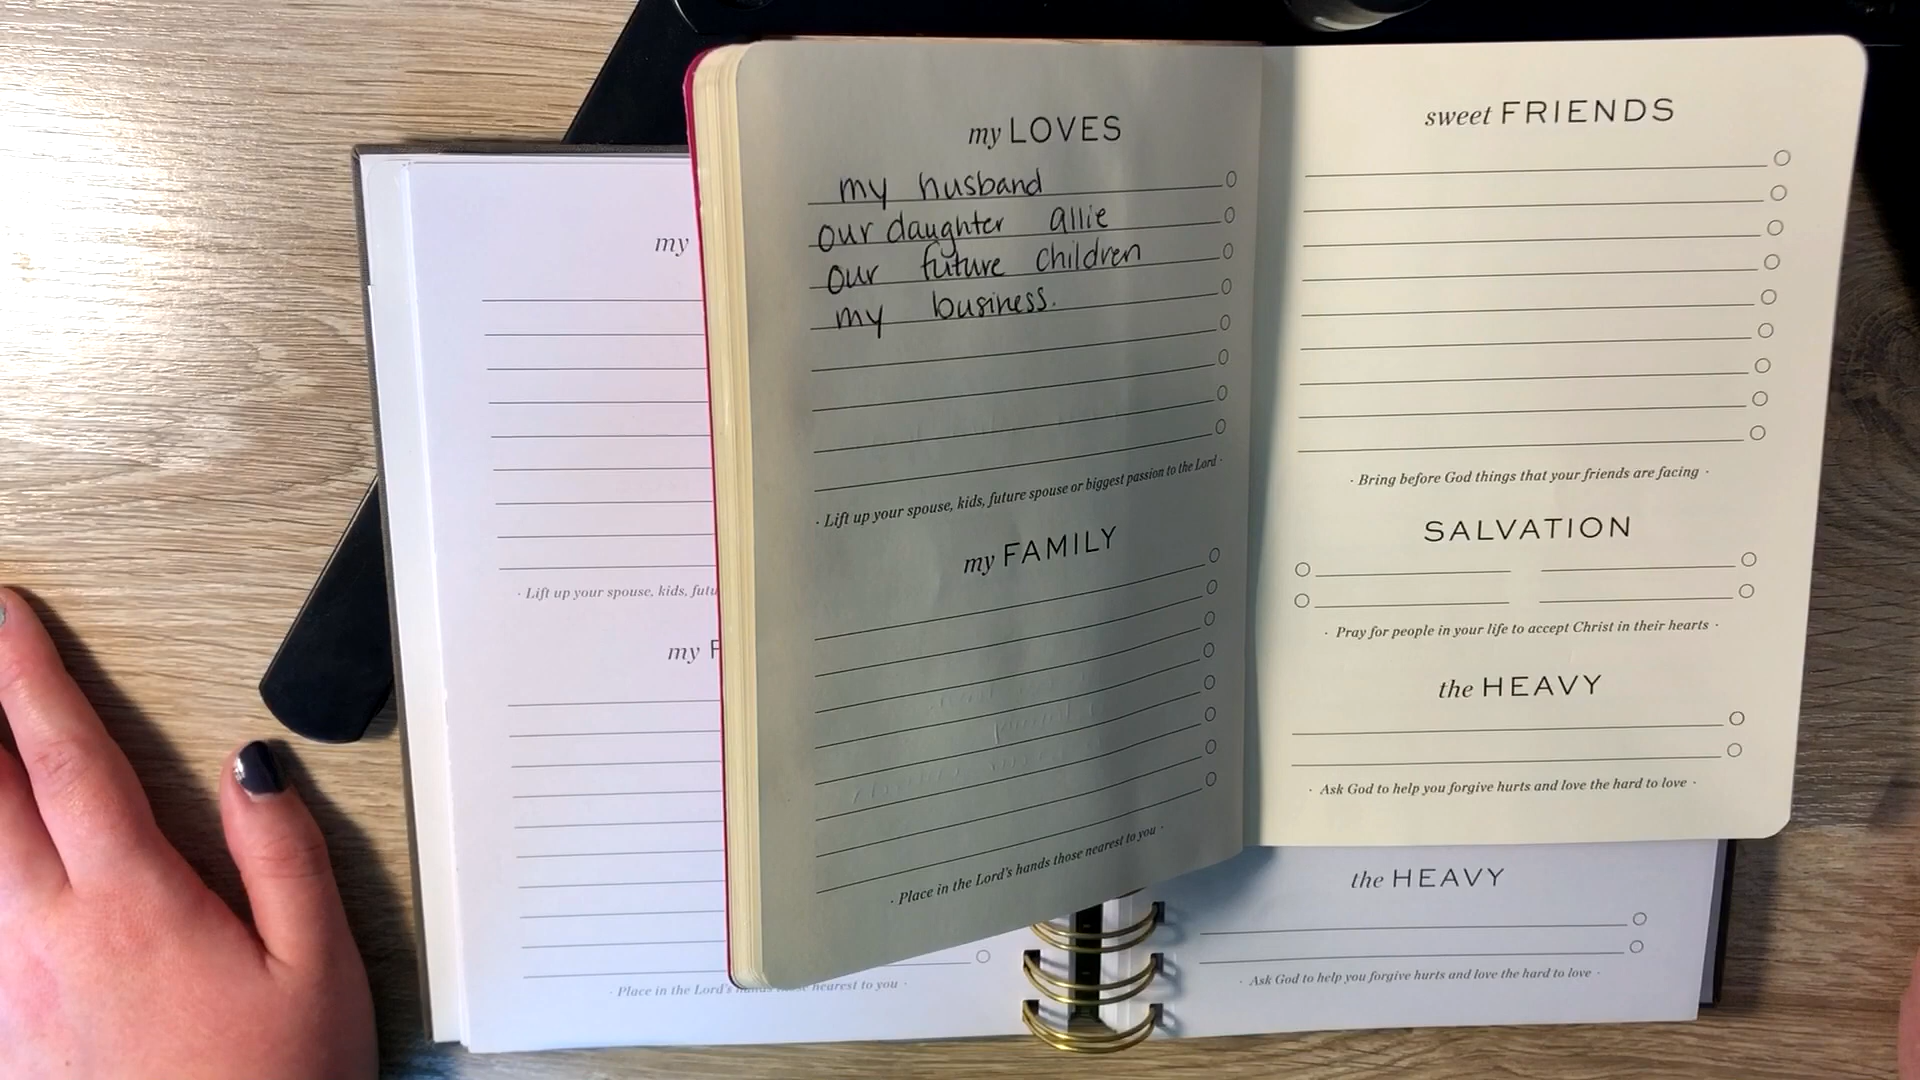 my LOVES
my husband
our daughter allie
our future children
my business.
· Lift up your spouse, kids, future spouse or biggest passion to the Lord ·
my FAMILY
· Place in the Lord's hands those nearest to you ·
sweet FRIENDS
· Bring before God things that your friends are facing ·
SALVATION
· Pray for people in your life to accept Christ in their hearts ·
the HEAVY
· Ask God to help you forgive hurts and love the hard to love ·
my
· Lift up your spouse, kids, futu
my F
· Place in the Lord's hands those nearest to you ·
the HEAVY
· Ask God to help you forgive hurts and love the hard to love ·